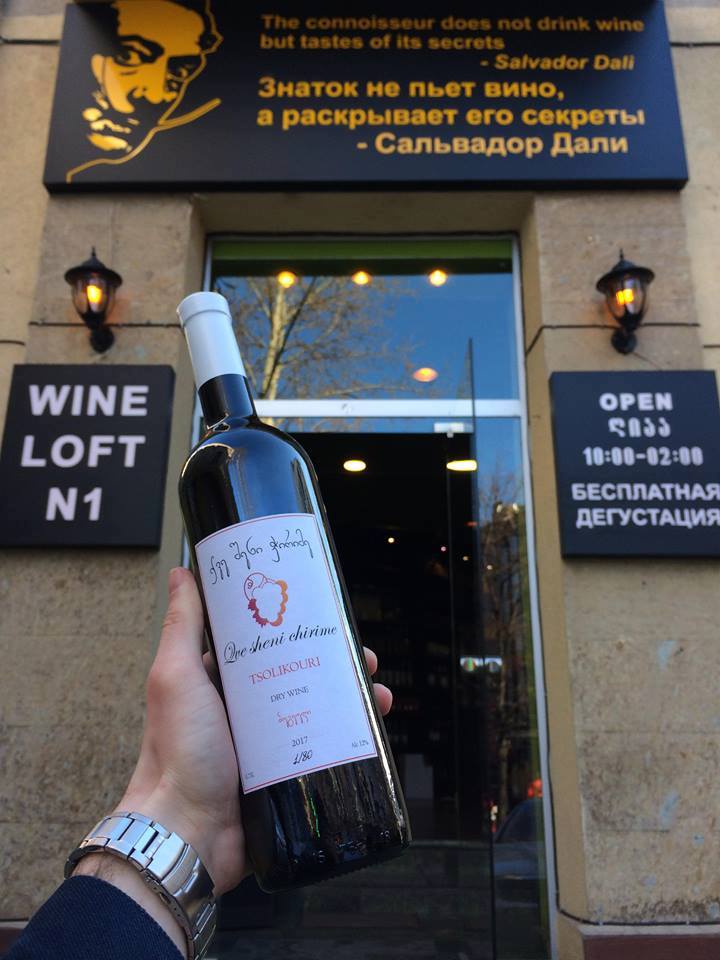 The connoisseur does not drink wine
but tastes of its secrets
- Salvador Dali
Знаток не пьет вино,
а раскрывает его секреты
- Сальвадор Дали
WINE
LOFT
N1
OPEN
ღიაა
10:00-02:00
БЕСПЛАТНАЯ
ДЕГУСТАЦИЯ
ქვე შენი ჭირიმე
Qve sheni chirime
TSOLIKOURI
DRY WINE
2017
1/80
Alc 12%